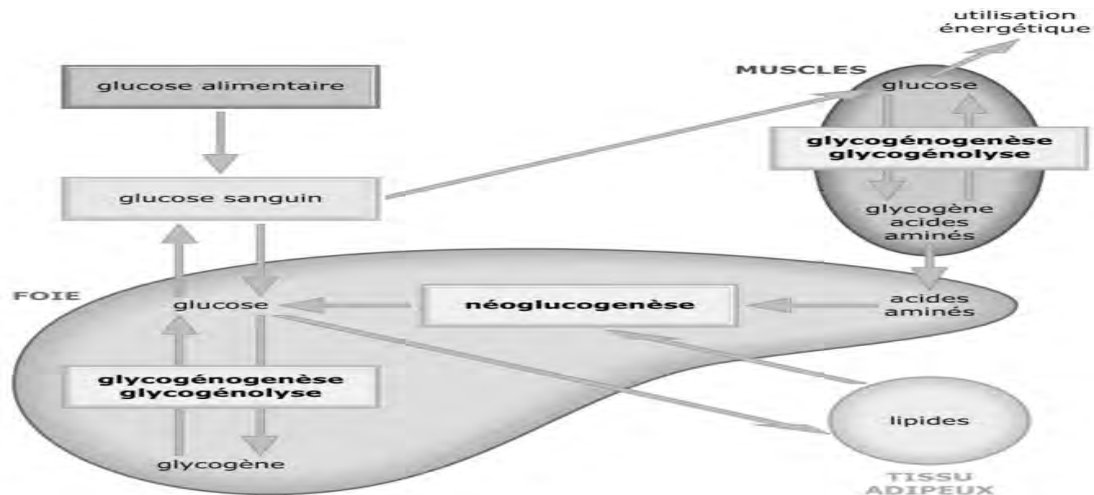 utilisation
énergétique
MUSCLES
glucose alimentaire
glucose
glycogénogenèse
glycogénolyse
glucose sanguin
glycogène
acides
aminés
FOIE
glucose
néoglucogenèse
acides
aminés
glycogénogenèse
glycogénolyse
lipides
glycogène
TISSU
ADIPEUX